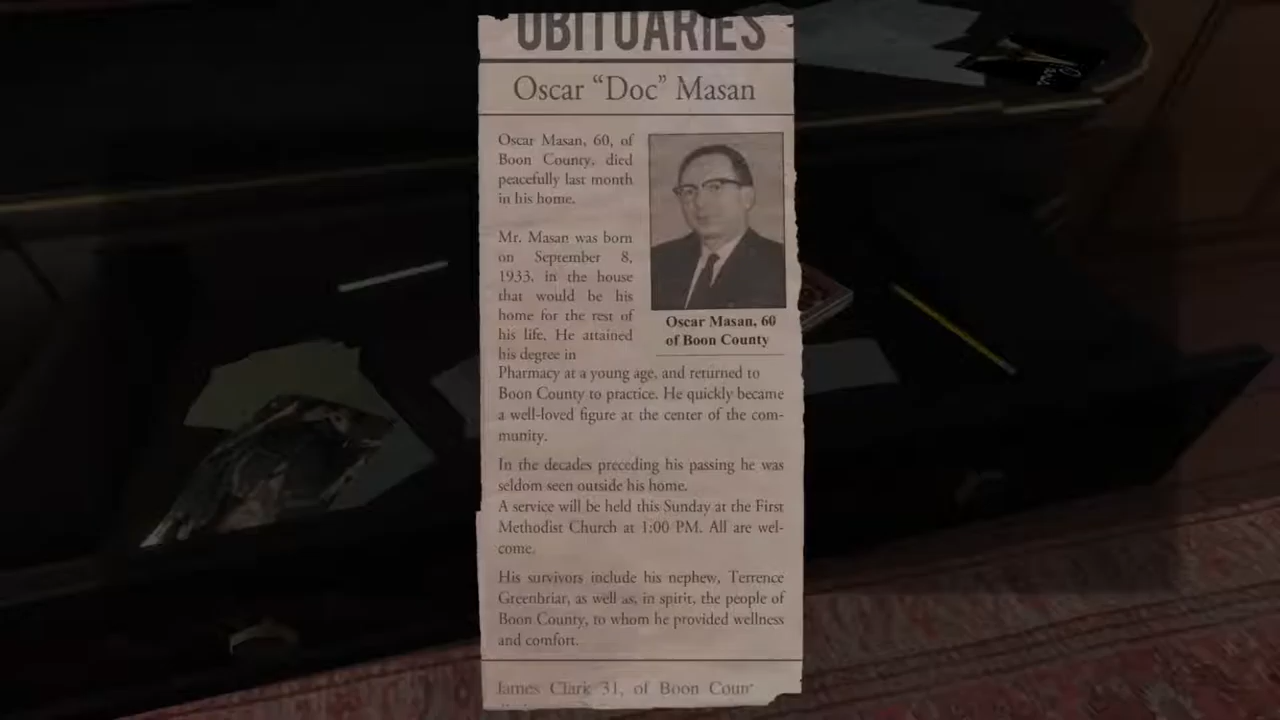 OBITUARIES
Oscar “Doc” Masan
Oscar Masan, 60, of
Boon County, died
peacefully last month
in his home.
Mr. Masan was born
on September 8,
1933, in the house
that would be his
home for the rest of
his life. He attained
his degree in
Pharmacy at a young age, and returned to
Boon County to practice. He quickly became
a well-loved figure at the center of the com-
munity.
Oscar Masan, 60
of Boon County
In the decades preceding his passing he was
seldom seen outside his home.
A service will be held this Sunday at the First
Methodist Church at 1:00 PM. All are wel-
come.
His survivors include his nephew, Terrence
Greenbriar, as well as, in spirit, the people of
Boon County, to whom he provided wellness
and comfort.
James Clark 31, of Boon Coun